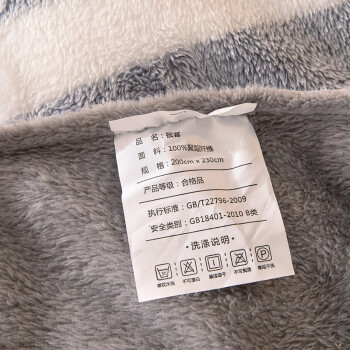 品 名：秋霄
面 料：100%聚酯纤维
规 格：200cm x 230cm
产品等级：合格品
执行标准：GB/T22796-2009
安全类别：GB18401-2010 B类
·洗涤说明·
P